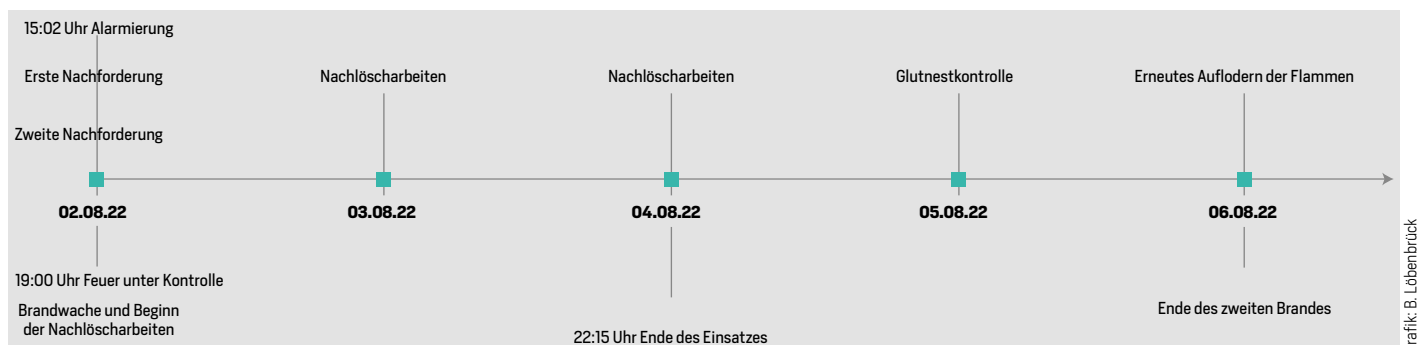 15:02 Uhr Alarmierung
Erste Nachforderung
Zweite Nachforderung
Nachlöscharbeiten
Nachlöscharbeiten
Glutnestkontrolle
Erneutes Auflodern der Flammen
02.08.22
03.08.22
04.08.22
05.08.22
06.08.22
19:00 Uhr Feuer unter Kontrolle
Brandwache und Beginn
der Nachlöscharbeiten
22:15 Uhr Ende des Einsatzes
Ende des zweiten Brandes
rafik: B. Löbenbrück